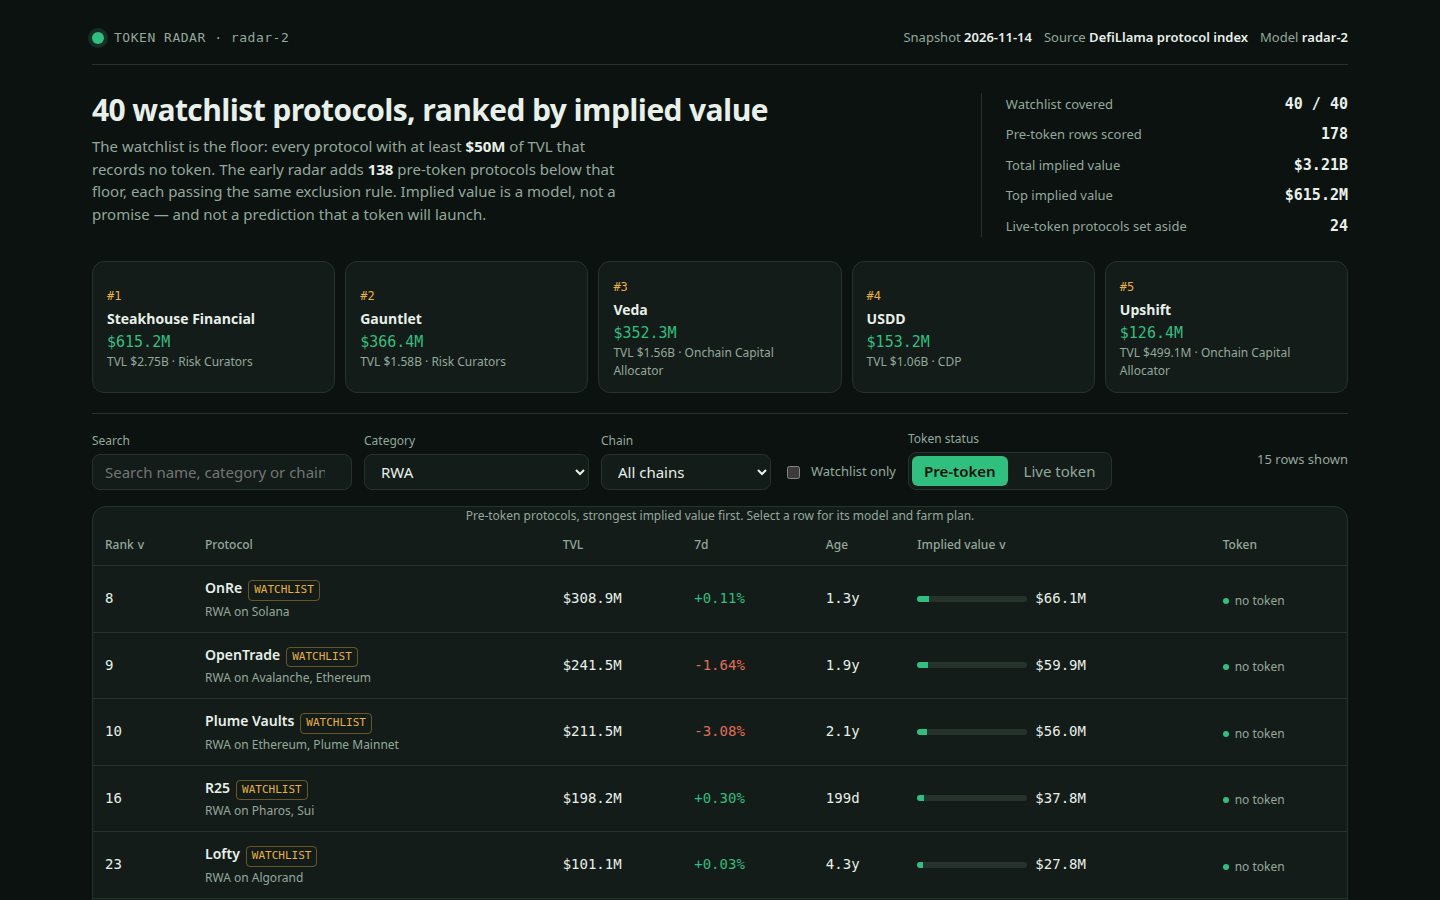 TOKEN RADAR · radar-2
Snapshot 2026-11-14 Source DefiLlama protocol index Model radar-2
40 watchlist protocols, ranked by implied value
The watchlist is the floor: every protocol with at least $50M of TVL that
records no token. The early radar adds 138 pre-token protocols below that
floor, each passing the same exclusion rule. Implied value is a model, not a
promise — and not a prediction that a token will launch.
Watchlist covered 40 / 40
Pre-token rows scored 178
Total implied value $3.21B
Top implied value $615.2M
Live-token protocols set aside 24
#1
Steakhouse Financial
$615.2M
TVL $2.75B · Risk Curators
#2
Gauntlet
$366.4M
TVL $1.58B · Risk Curators
#3
Veda
$352.3M
TVL $1.56B · Onchain Capital
Allocator
#4
USDD
$153.2M
TVL $1.06B · CDP
#5
Upshift
$126.4M
TVL $499.1M · Onchain Capital
Allocator
Search
Search name, category or chain
Category
RWA
Chain
All chains
Watchlist only
Token status
Pre-token Live token
15 rows shown
Pre-token protocols, strongest implied value first. Select a row for its model and farm plan.
Rank v Protocol TVL 7d Age Implied value v Token
8 OnRe WATCHLIST $308.9M +0.11% 1.3y $66.1M no token
RWA on Solana
9 OpenTrade WATCHLIST $241.5M -1.64% 1.9y $59.9M no token
RWA on Avalanche, Ethereum
10 Plume Vaults WATCHLIST $211.5M -3.08% 2.1y $56.0M no token
RWA on Ethereum, Plume Mainnet
16 R25 WATCHLIST $198.2M +0.30% 199d $37.8M no token
RWA on Pharos, Sui
23 Lofty WATCHLIST $101.1M +0.03% 4.3y $27.8M no token
RWA on Algorand